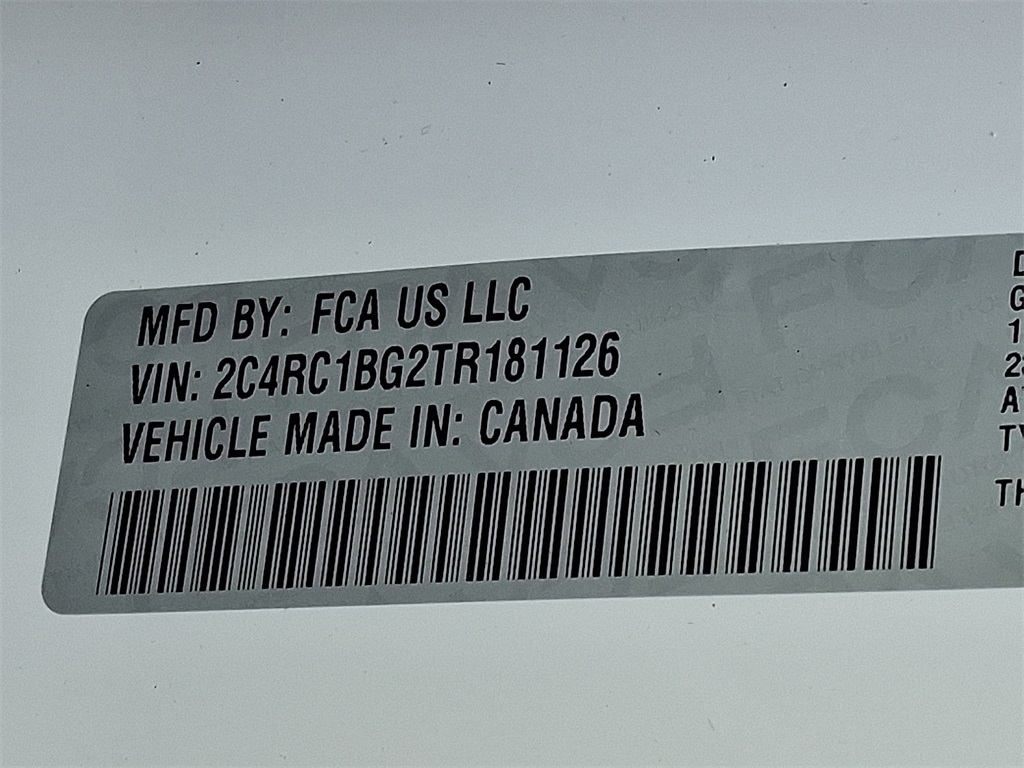 MFD BY: FCA US LLC
VIN: 2C4RC1BG2TR181126
VEHICLE MADE IN: CANADA